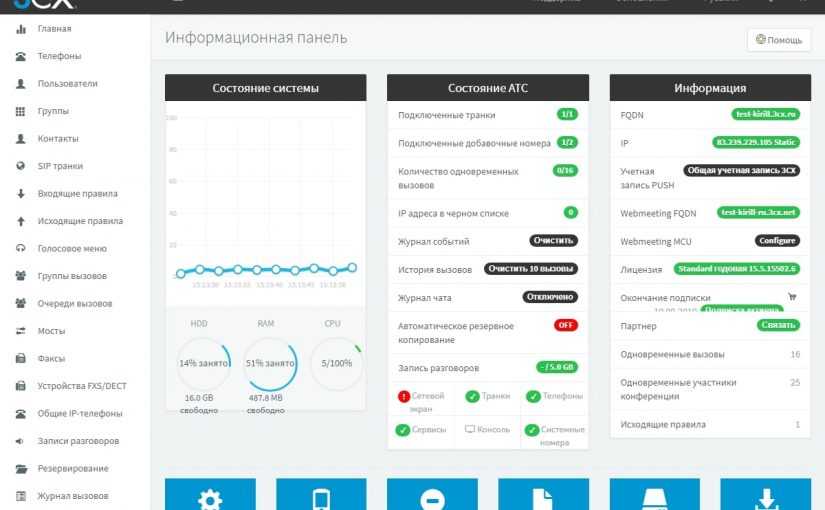 3CX
Главная
Телефоны
Пользователи
Группы
Контакты
SIP транки
Входящие правила
Исходящие правила
Голосовое меню
Группы вызовов
Очереди вызовов
Мосты
Факсы
Устройства FXS/DECT
Общие IP-телефоны
Записи разговоров
Резервирование
Журнал вызовов
Информационная панель
Помощь
Состояние системы
100
80
60
40
20
0
15:13:30 15:13:35 15:13:40 15:13:45 15:13:50
HDD RAM CPU
14% занято 51% занято 5/100%
16.0 GB 487.8 MB
свободно свободно
Состояние АТС
Подключенные транки 1/1
Подключенные добавочные номера 1/2
Количество одновременных 0/16
вызовов
IP адреса в черном списке 0
Журнал событий Очистить
История вызовов Очистить 10 вызовы
Журнал чата Отключено
Автоматическое резервное OFF
копирование
Запись разговоров - / 5.0 GB
Сетевой экран
Транки
Телефоны
Сервисы
Консоль
Системные номера
Информация
FQDN test-kirill.3cx.ru
IP 83.239.229.105 Static
Учетная Общая учетная запись 3CX
запись PUSH
Webmeeting FQDN test-kirill-ru.3cx.net
Webmeeting MCU Configure
Лицензия Standard годовая 15.5.15502.6
Окончание подписки
Партнер Связать
Одновременные вызовы 16
Одновременные участники 25
конференции
Исходящие правила 1